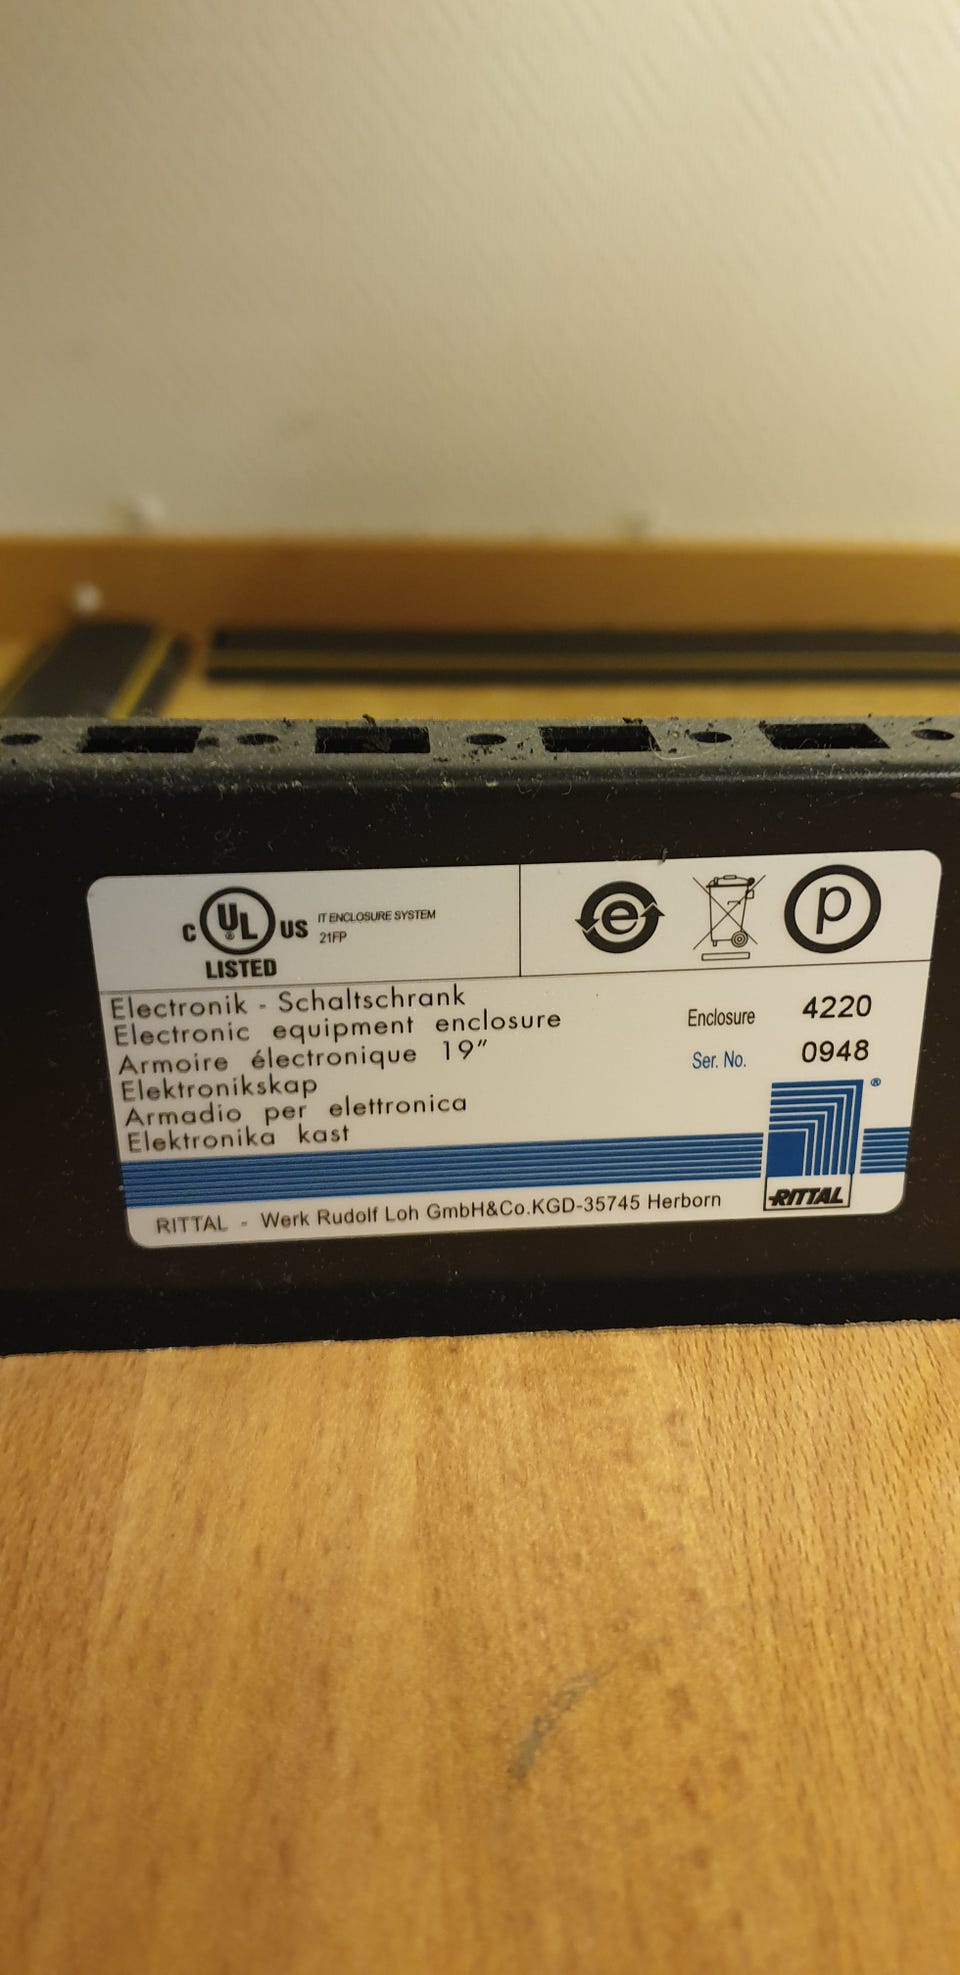 c UL ® US LISTED
IT ENCLOSURE SYSTEM
21FP
e
p
Electronik - Schaltschrank
Electronic equipment enclosure
Armoire électronique 19"
Elektronikskap
Armadio per elettronica
Elektronika kast
Enclosure 4220
Ser. No. 0948
®
RITTAL
RITTAL - Werk Rudolf Loh GmbH&Co.KGD-35745 Herborn